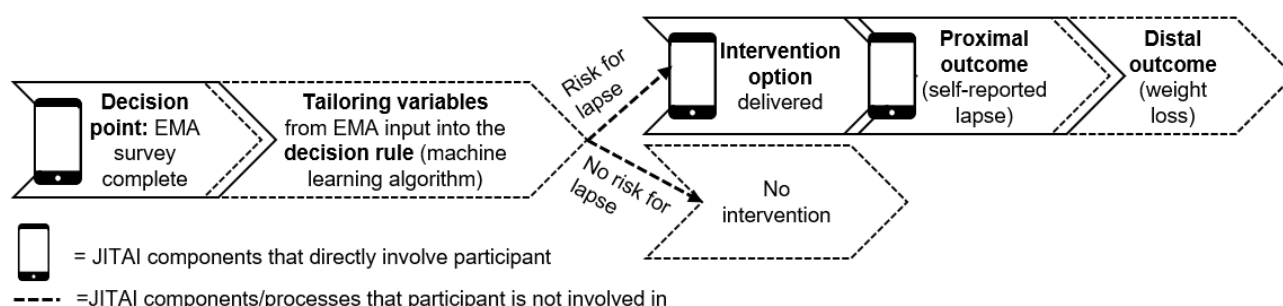 Decision
point: EMA
survey
complete
Tailoring variables
from EMA input into the
decision rule (machine
learning algorithm)
Risk for
lapse
No risk for
lapse
Intervention
option
delivered
Proximal
outcome
(self-reported
lapse)
Distal
outcome
(weight
loss)
No
intervention
= JITAI components that directly involve participant
=JITAI components/processes that participant is not involved in